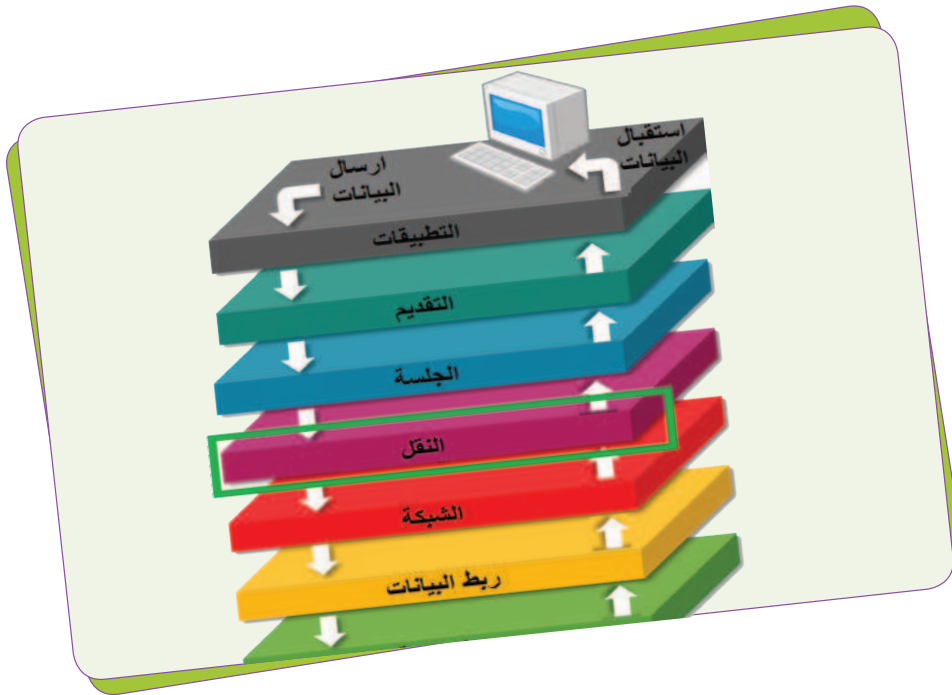 استقبال
البيانات
ارسال
البيانات
التطبيقات
التقديم
الجلسة
النقل
الشبكة
ربط البيانات